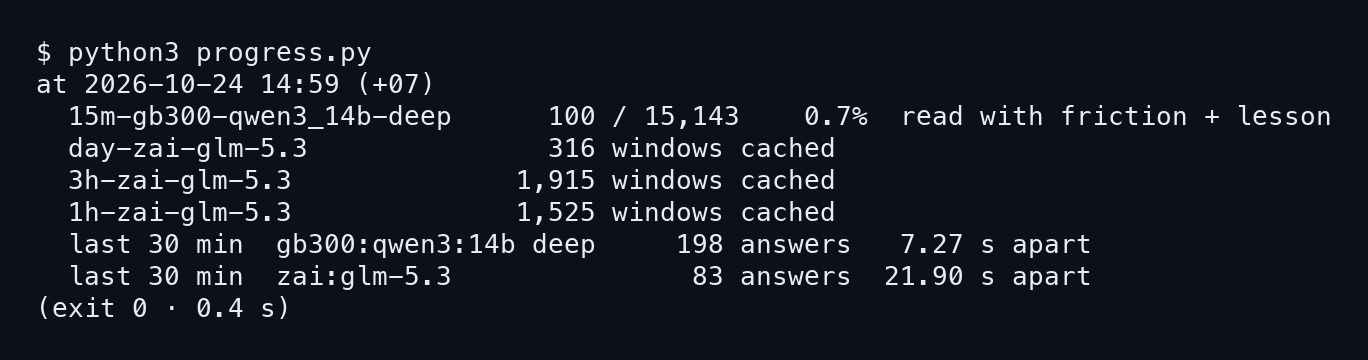 $ python3 progress.py
at 2026-10-24 14:59 (+07)
  15m-gb300-qwen3_14b-deep      100 / 15,143    0.7%  read with friction + lesson
  day-zai-glm-5.3               316 windows cached
  3h-zai-glm-5.3              1,915 windows cached
  1h-zai-glm-5.3              1,525 windows cached
  last 30 min  gb300:qwen3:14b deep     198 answers   7.27 s apart
  last 30 min  zai:glm-5.3               83 answers  21.90 s apart
(exit 0 · 0.4 s)